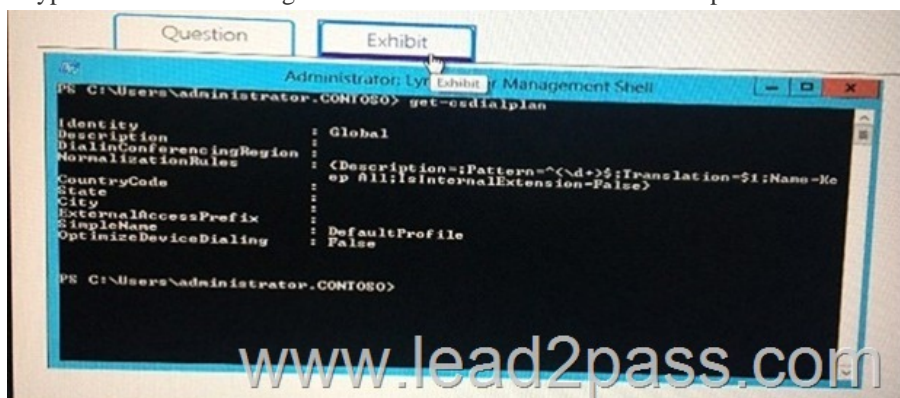 Question Exhibit
Administrator: Lyn Exhibit r Management Shell
PS C:\Users\administrator.CONTOSO> get-csdialplan
Identity : Global
Description :
DialinConferencingRegion :
NormalizationRules : {Description=;Pattern=^(\d+)$;Translation=$1;Name=Ke
ep All;IsInternalExtension=False}
CountryCode :
State :
City :
ExternalAccessPrefix :
SimpleName : DefaultProfile
OptimizeDeviceDialing : False
PS C:\Users\administrator.CONTOSO>
www.lead2pass.com